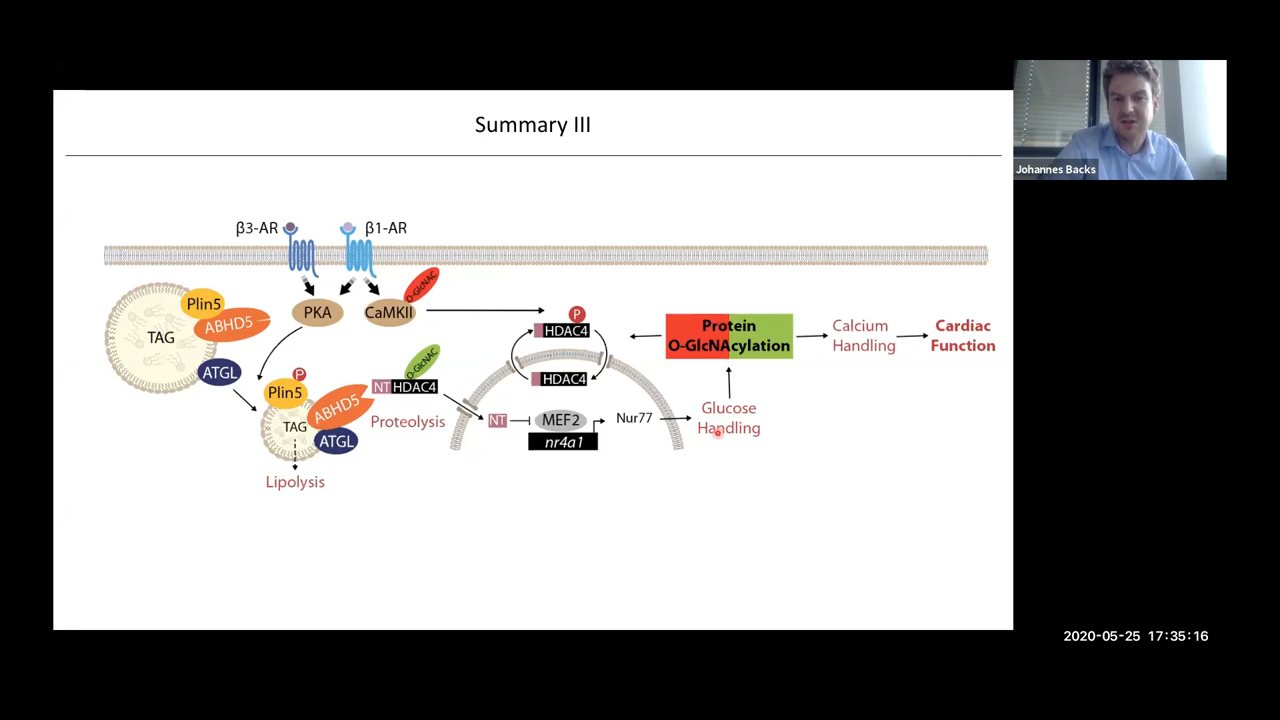 Summary III
Johannes Backs
β3-AR
β1-AR
Plin5
ABHD5
TAG
ATGL
PKA
CaMKII
O-GlcNAC
P
HDAC4
HDAC4
Protein
O-GlcNAcylation
Calcium
Handling
Cardiac
Function
P
Plin5
ABHD5
TAG
ATGL
Lipolysis
O-GlcNAC
NT HDAC4
Proteolysis
NT
MEF2
nr4a1
Nur77
Glucose
Handling
2020-05-25 17:35:16